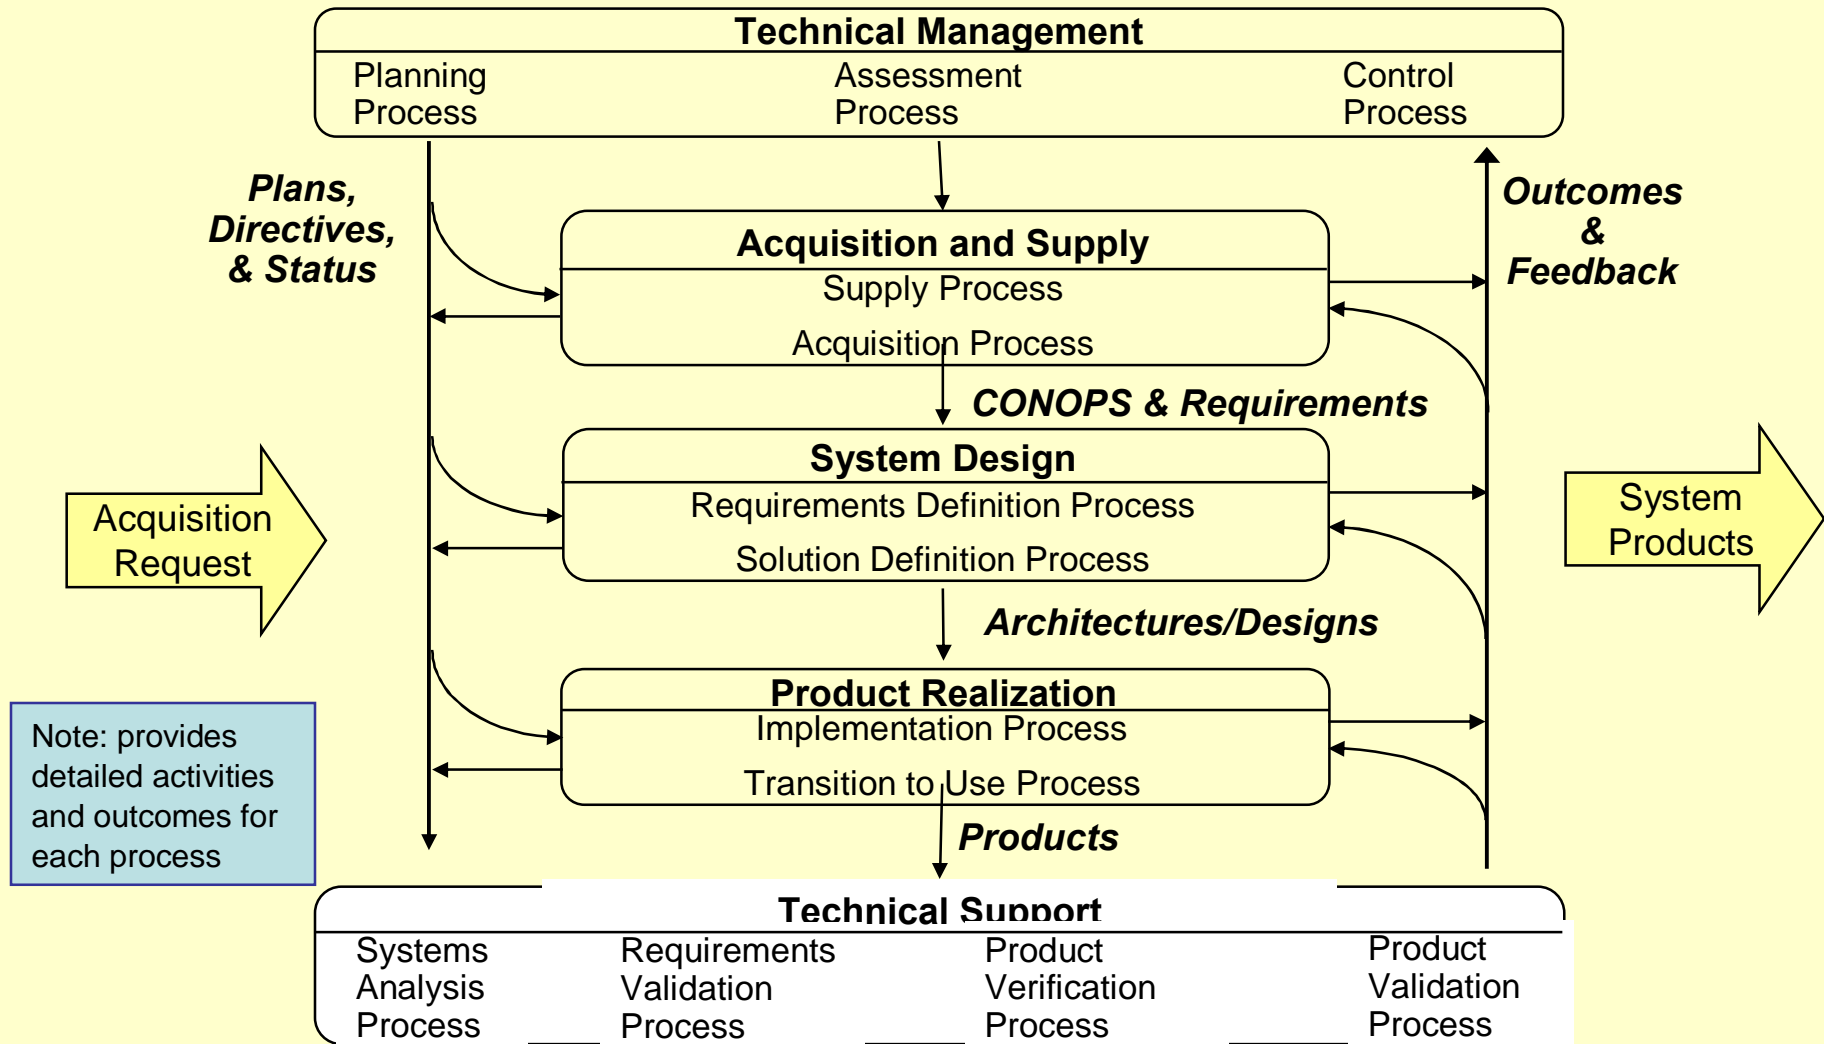 Technical Management
Planning
Process
Assessment
Process
Control
Process
Plans,
Directives,
& Status
Outcomes
&
Feedback
Acquisition and Supply
Supply Process
Acquisition Process
CONOPS & Requirements
System Design
Requirements Definition Process
Solution Definition Process
Acquisition
Request
System
Products
Architectures/Designs
Product Realization
Implementation Process
Transition to Use Process
Note: provides
detailed activities
and outcomes for
each process
Products
Technical Support
Systems
Analysis
Process
Requirements
Validation
Process
Product
Verification
Process
Product
Validation
Process